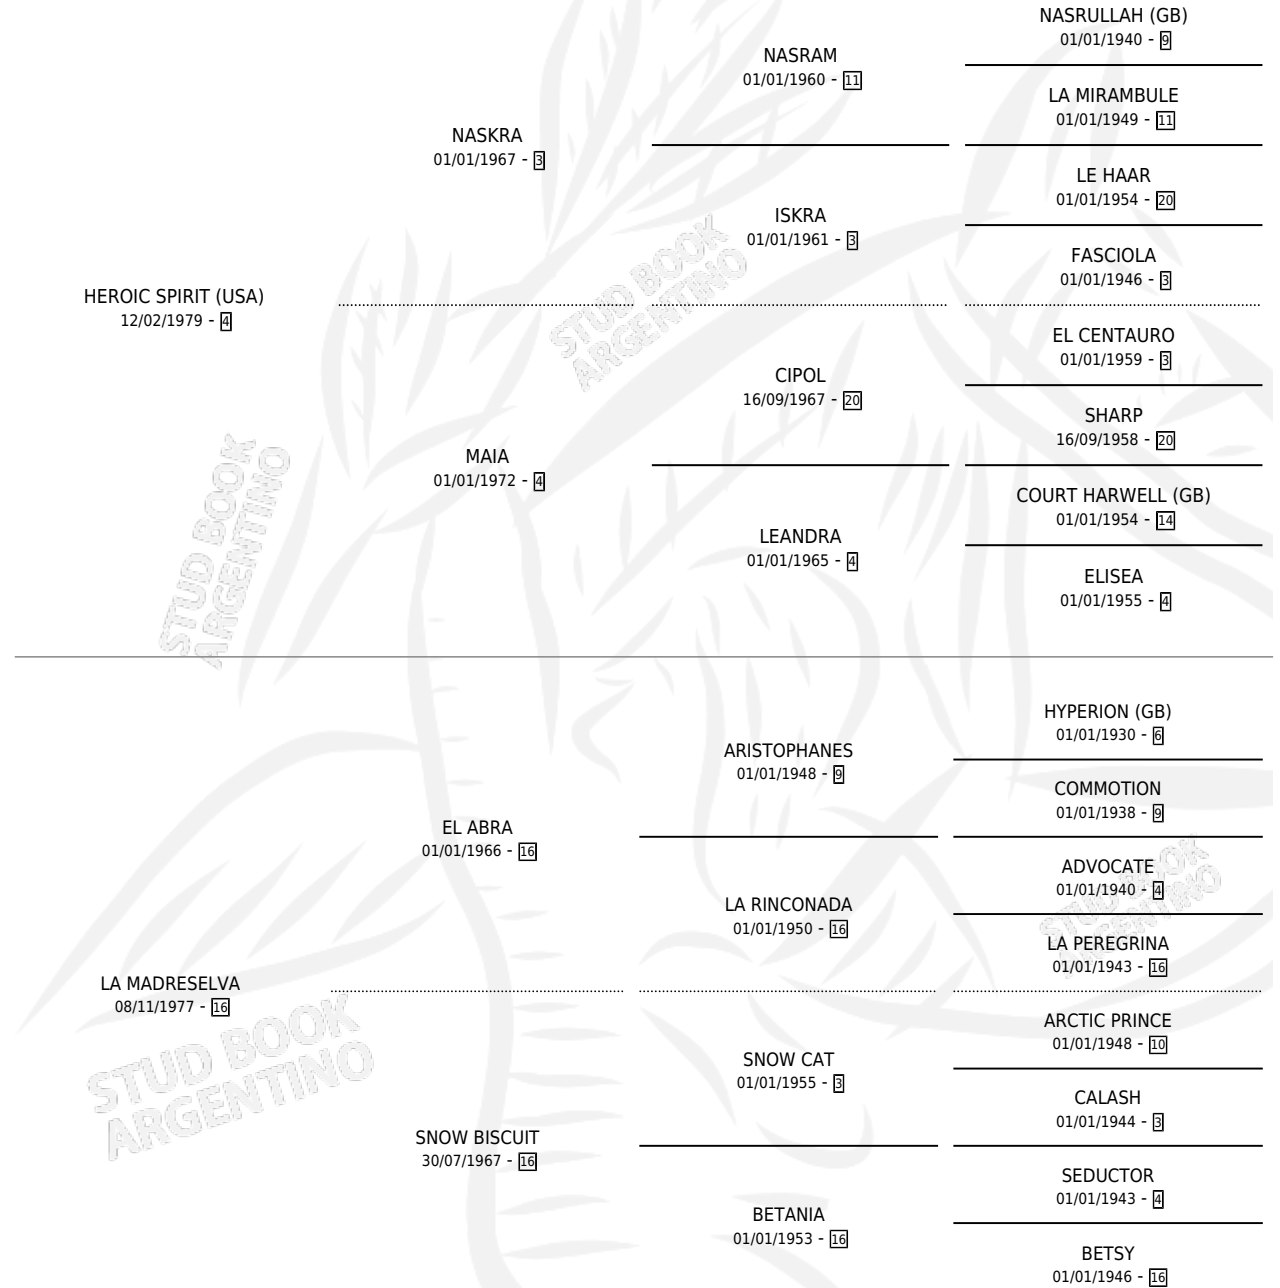 NASRULLAH (GB)
01/01/1940 - 9
NASRAM
01/01/1960 - 11
LA MIRAMBULE
01/01/1949 - 11
NASKRA
01/01/1967 - 3
LE HAAR
01/01/1954 - 20
ISKRA
01/01/1961 - 3
FASCIOLA
01/01/1946 - 3
HEROIC SPIRIT (USA)
12/02/1979 - 4
EL CENTAURO
01/01/1959 - 3
CIPOL
16/09/1967 - 20
SHARP
16/09/1958 - 20
MAIA
01/01/1972 - 4
COURT HARWELL (GB)
01/01/1954 - 14
LEANDRA
01/01/1965 - 4
ELISEA
01/01/1955 - 4
HYPERION (GB)
01/01/1930 - 6
ARISTOPHANES
01/01/1948 - 9
COMMOTION
01/01/1938 - 9
EL ABRA
01/01/1966 - 16
ADVOCATE
01/01/1940 - 4
LA RINCONADA
01/01/1950 - 16
LA PEREGRINA
01/01/1943 - 16
LA MADRESELVA
08/11/1977 - 16
ARCTIC PRINCE
01/01/1948 - 10
SNOW CAT
01/01/1955 - 3
CALASH
01/01/1944 - 3
SNOW BISCUIT
30/07/1967 - 16
SEDUCTOR
01/01/1943 - 4
BETANIA
01/01/1953 - 16
BETSY
01/01/1946 - 16
STUD BOOK
ARGENTINO
STUD BOOK
ARGENTINO
STUD BOOK
ARGENTINO
STUD BOOK
ARGENTINO